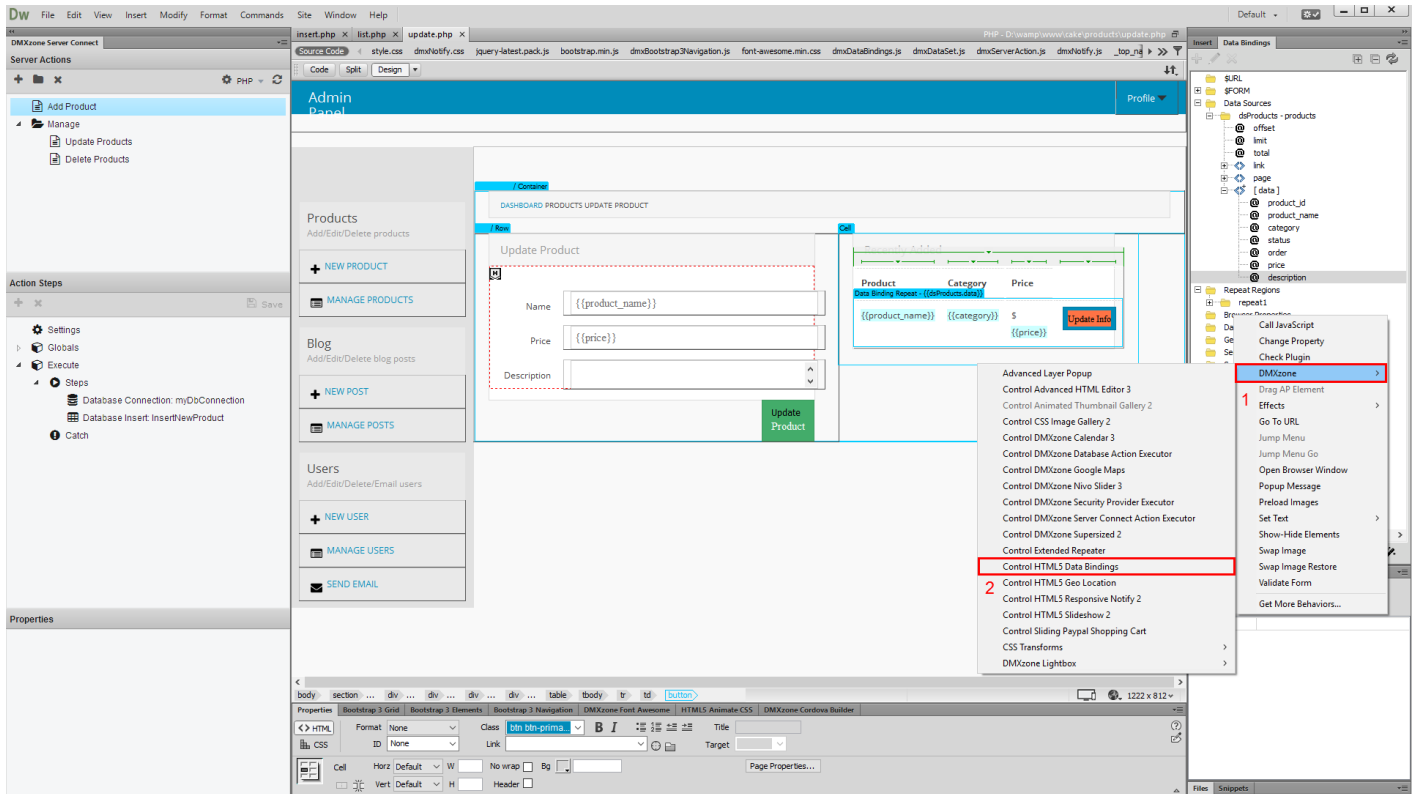 Dw File Edit View Insert Modify Format Commands Site Window Help
Default
DMXzone Server Connect
Server Actions
PHP
Add Product
Manage
Update Products
Delete Products
Action Steps
Save
Settings
Globals
Execute
Steps
Database Connection: myDbConnection
Database Insert: InsertNewProduct
Catch
Properties
insert.php × list.php × update.php ×
PHP - D:\wamp\www\cake\products\update.php
Source Code style.css dmxNotify.css jquery-latest.pack.js bootstrap.min.js dmxBootstrap3Navigation.js font-awesome.min.css dmxDataBindings.js dmxDataSet.js dmxServerAction.js dmxNotify.js
Code Split Design
Admin
Panel
Profile
/ Container
DASHBOARD PRODUCTS UPDATE PRODUCT
Products
Add/Edit/Delete products
NEW PRODUCT
MANAGE PRODUCTS
Blog
Add/Edit/Delete blog posts
NEW POST
MANAGE POSTS
Users
Add/Edit/Delete/Email users
NEW USER
MANAGE USERS
SEND EMAIL
/ Row
Update Product
Name {{product_name}}
Price {{price}}
Description
Update
Product
Cell
Product Category Price
Data Binding Repeat - {{dsProducts.data}}
{{product_name}} {{category}} $
{{price}}
Update Info
Insert Data Bindings
$URL
$FORM
Data Sources
dsProducts - products
offset
limit
total
link
page
[ data ]
product_id
product_name
category
status
order
price
description
Repeat Regions
repeat1
Call JavaScript
Change Property
Check Plugin
DMXzone
Drag AP Element
Effects
Go To URL
Jump Menu
Jump Menu Go
Open Browser Window
Popup Message
Preload Images
Set Text
Show-Hide Elements
Swap Image
Swap Image Restore
Validate Form
Get More Behaviors...
1
Advanced Layer Popup
Control Advanced HTML Editor 3
Control Animated Thumbnail Gallery 2
Control CSS Image Gallery 2
Control DMXzone Calendar 3
Control DMXzone Database Action Executor
Control DMXzone Google Maps
Control DMXzone Nivo Slider 3
Control DMXzone Security Provider Executor
Control DMXzone Server Connect Action Executor
Control DMXzone Supersized 2
Control Extended Repeater
Control HTML5 Data Bindings
Control HTML5 Geo Location
Control HTML5 Responsive Notify 2
Control HTML5 Slideshow 2
Control Sliding Paypal Shopping Cart
CSS Transforms
DMXzone Lightbox
2
body section ... div ... div ... div ... div ... table tbody tr td button
1222 x 812
Properties Bootstrap 3 Grid Bootstrap 3 Elements Bootstrap 3 Navigation DMXzone Font Awesome HTML5 Animate CSS DMXzone Cordova Builder
<> HTML Format None Class btn btn-prima... B I Title
CSS ID None Link Target
Cell Horz Default W No wrap Bg Page Properties...
Vert Default H Header
Files Snippets